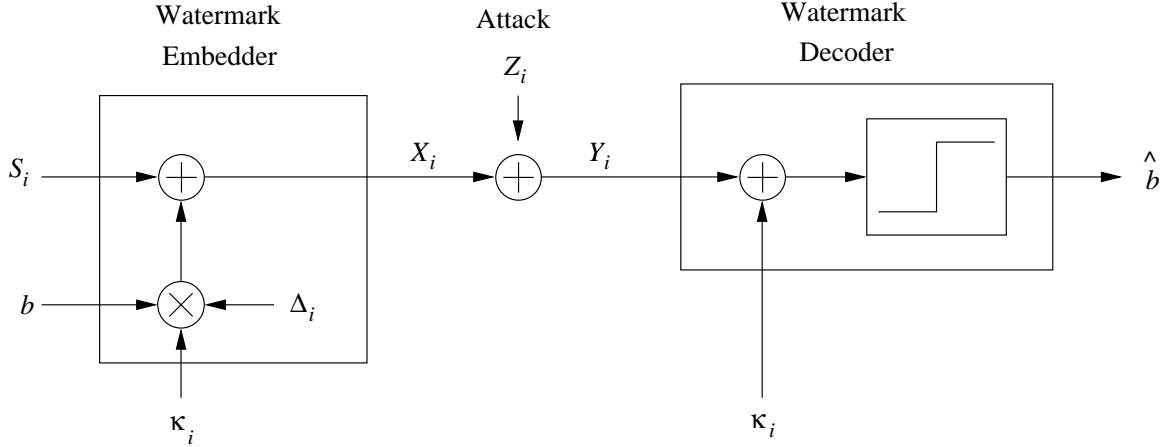 Watermark
Embedder
Attack
Watermark
Decoder
Z_i
S_i
X_i
Y_i
b̂
b
Δ_i
κ_i
κ_i